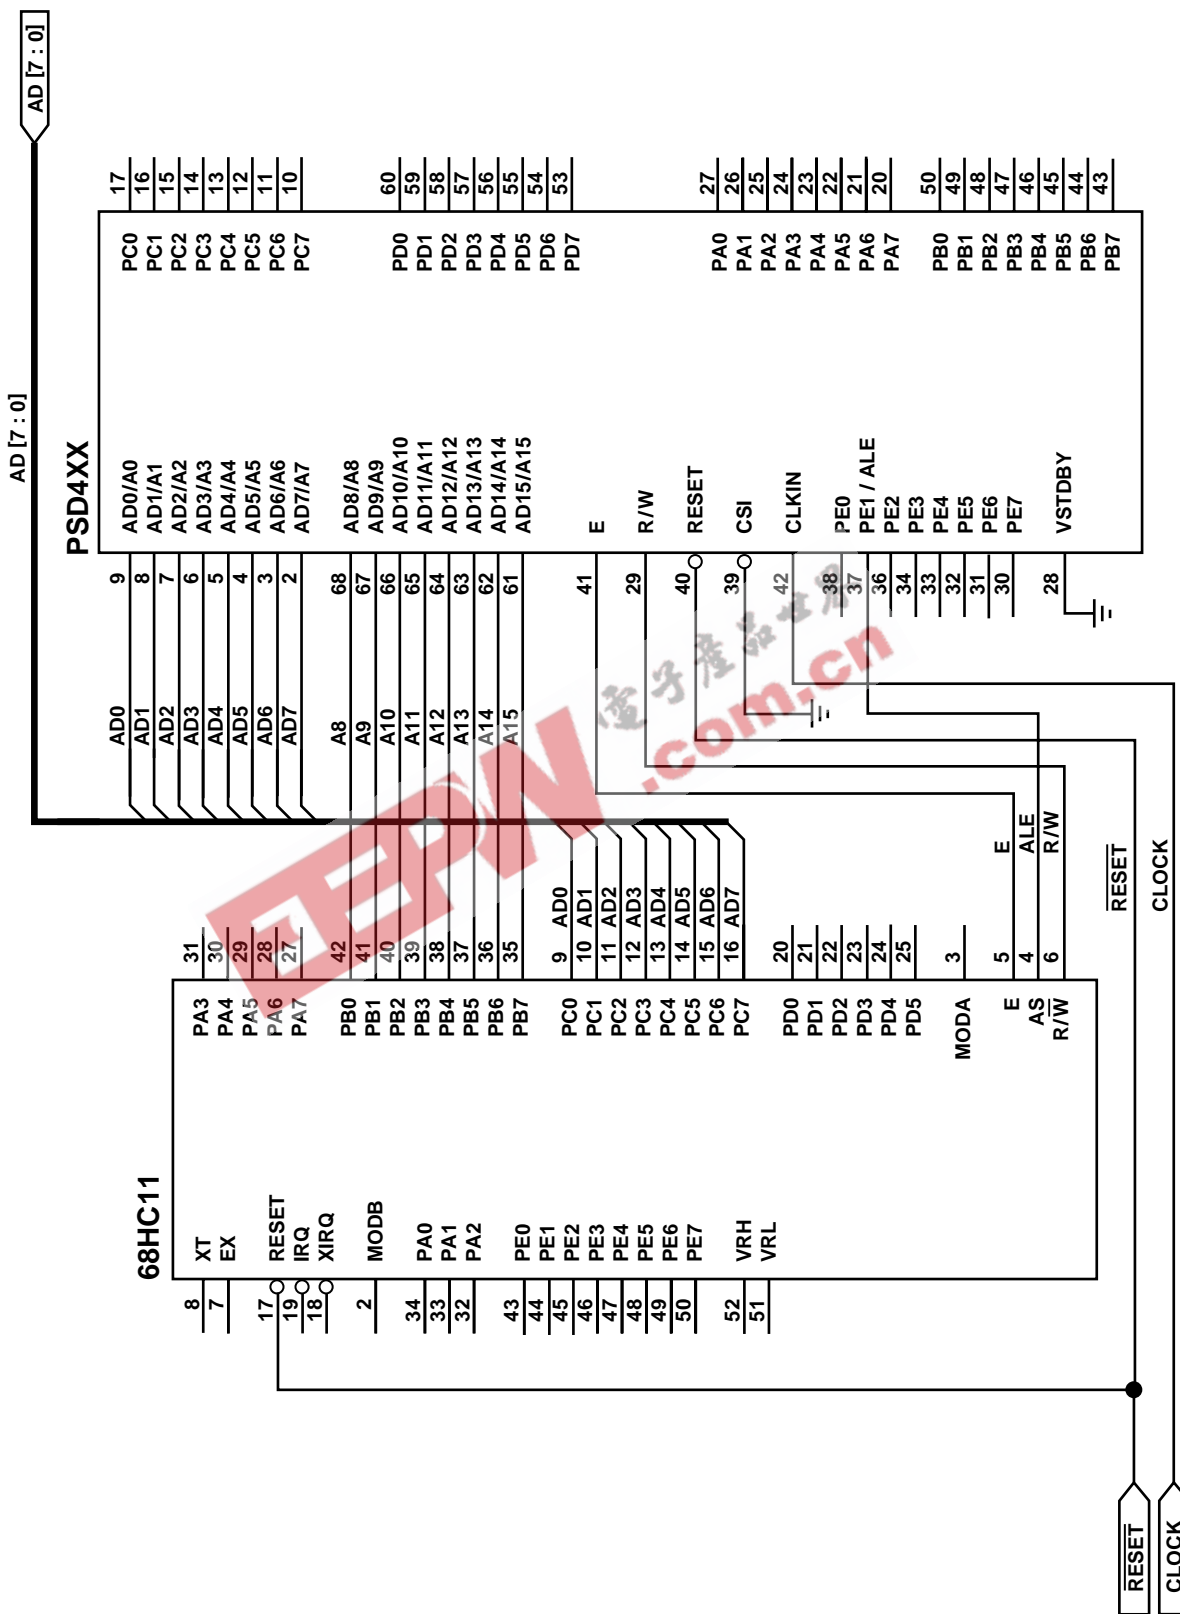 AD [7 : 0]
AD [7 : 0]
PSD4XX
9 AD0/A0
8 AD1/A1
7 AD2/A2
6 AD3/A3
5 AD4/A4
4 AD5/A5
3 AD6/A6
2 AD7/A7
68 AD8/A8
67 AD9/A9
66 AD10/A10
65 AD11/A11
64 AD12/A12
63 AD13/A13
62 AD14/A14
61 AD15/A15
41 E
29 R/W
40 RESET
39 CSI
42 CLKIN
38 PE0
37 PE1 / ALE
36 PE2
34 PE3
33 PE4
32 PE5
31 PE6
30 PE7
28 VSTDBY
PC0 17
PC1 16
PC2 15
PC3 14
PC4 13
PC5 12
PC6 11
PC7 10
PD0 60
PD1 59
PD2 58
PD3 57
PD4 56
PD5 55
PD6 54
PD7 53
PA0 27
PA1 26
PA2 25
PA3 24
PA4 23
PA5 22
PA6 21
PA7 20
PB0 50
PB1 49
PB2 48
PB3 47
PB4 46
PB5 45
PB6 44
PB7 43
AD0
AD1
AD2
AD3
AD4
AD5
AD6
AD7
A8
A9
A10
A11
A12
A13
A14
A15
68HC11
8 XT
7 EX
17 RESET
19 IRQ
18 XIRQ
2 MODB
34 PA0
33 PA1
32 PA2
43 PE0
44 PE1
45 PE2
46 PE3
47 PE4
48 PE5
49 PE6
50 PE7
52 VRH
51 VRL
PA3 31
PA4 30
PA5 29
PA6 28
PA7 27
PB0 42
PB1 41
PB2 40
PB3 39
PB4 38
PB5 37
PB6 36
PB7 35
PC0 9 AD0
PC1 10 AD1
PC2 11 AD2
PC3 12 AD3
PC4 13 AD4
PC5 14 AD5
PC6 15 AD6
PC7 16 AD7
PD0 20
PD1 21
PD2 22
PD3 23
PD4 24
PD5 25
MODA 3
E 5 E
AS 4 ALE
R/W 6 R/W
RESET
CLOCK
RESET
CLOCK
EEPW
.com.cn
電子產品世界